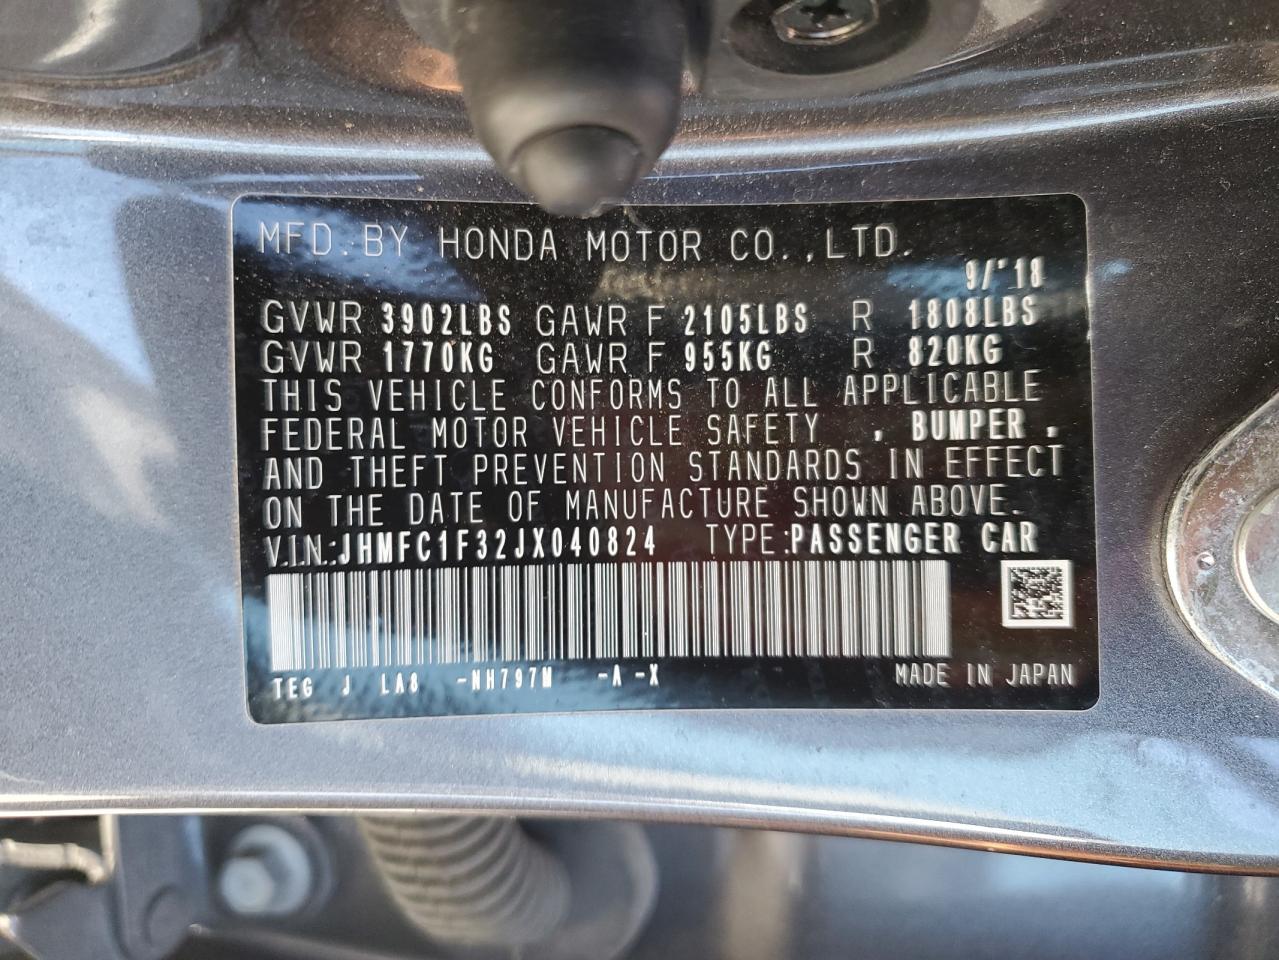 MFD. BY HONDA MOTOR CO.,LTD.
9/'18
GVWR 3902LBS GAWR F 2105LBS R 1808LBS
GVWR 1770KG GAWR F 955KG R 820KG
THIS VEHICLE CONFORMS TO ALL APPLICABLE
FEDERAL MOTOR VEHICLE SAFETY , BUMPER ,
AND THEFT PREVENTION STANDARDS IN EFFECT
ON THE DATE OF MANUFACTURE SHOWN ABOVE.
V.I.N.:JHMFC1F32JX040824 TYPE:PASSENGER CAR
TEG J LA8 -NH797M -A -X MADE IN JAPAN